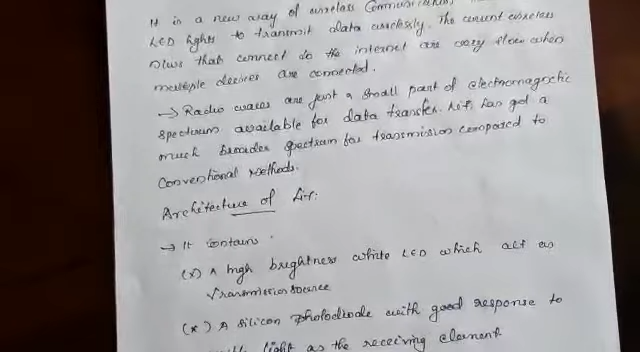 It is a new way of wireless Communication
LED lights to transmit data wirelessly. The current wireless
that connect to the internet are very slow when
multiple devices are connected.
→ Radio waves are just a small part of electromagnetic
spectrum available for data transfer. Lifi has got a
much broader spectrum for transmission compared to
Conventional Methods.
Architecture of Lifi:
→ It contains
(x) A high brightness white LED which act as
Transmission source
(x) A silicon photodiode with good response to
light as the receiving element